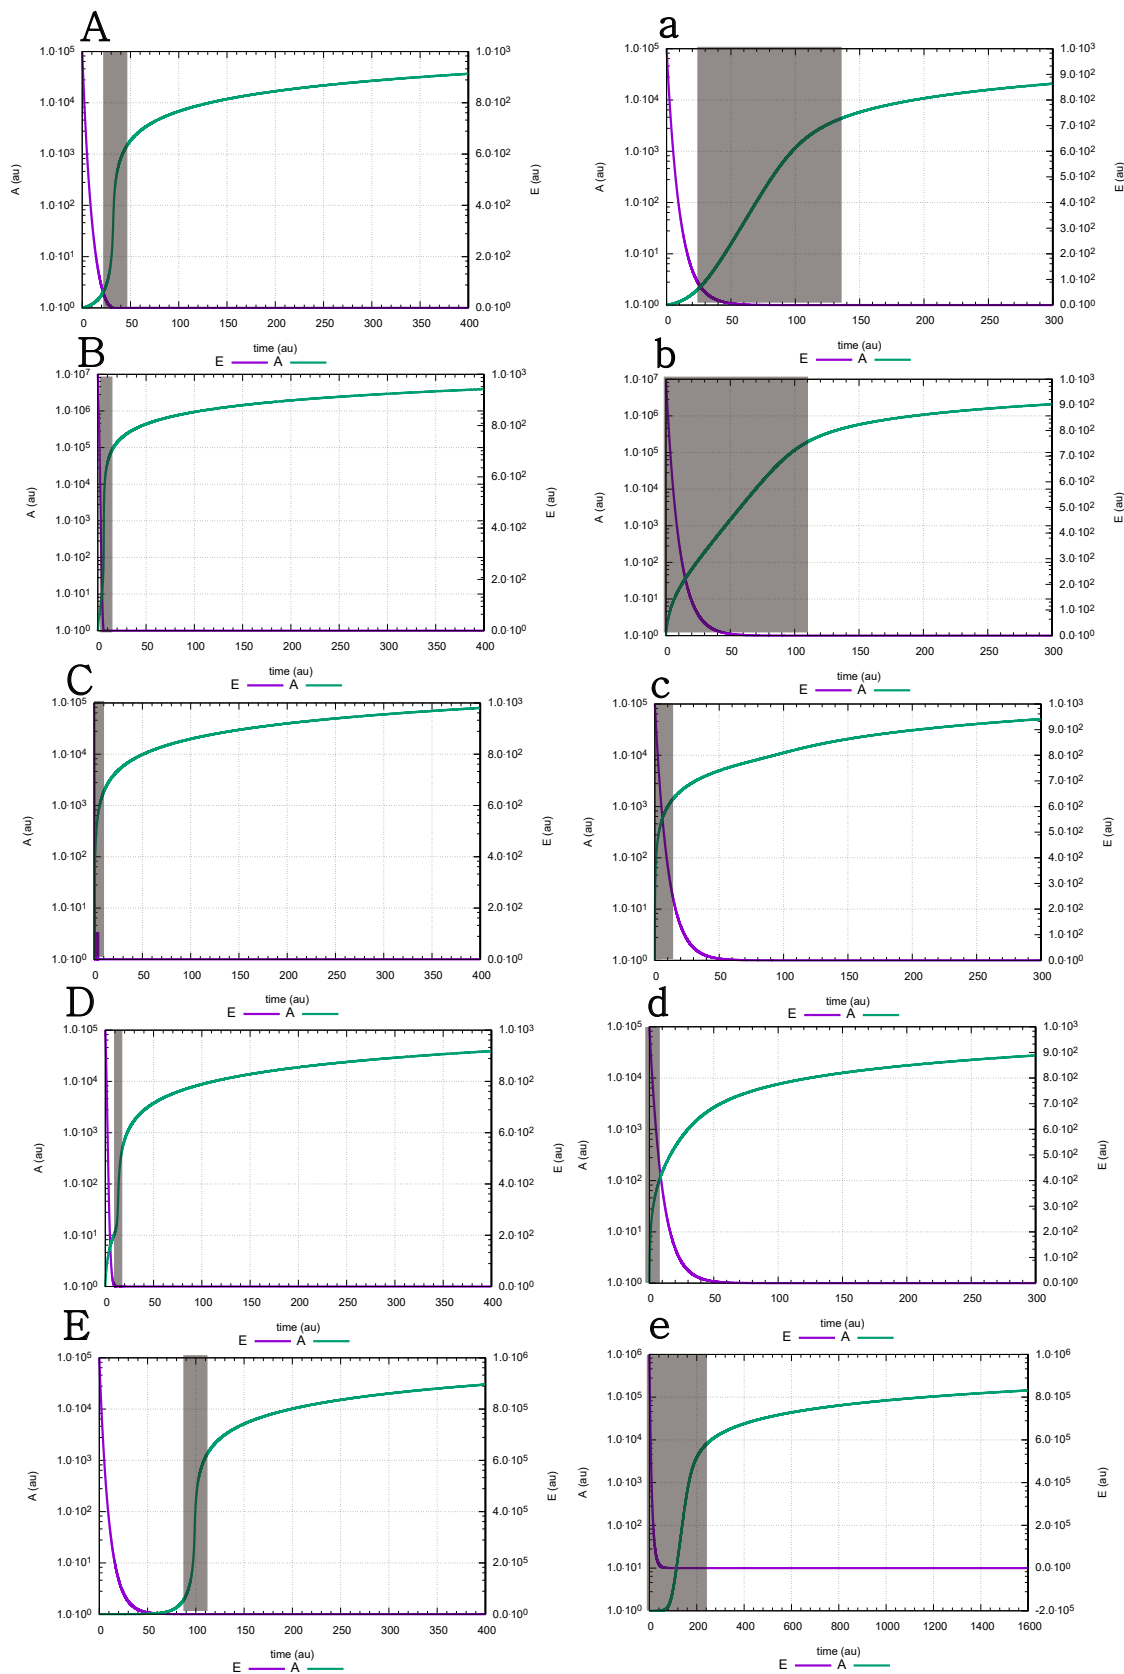 A
1.0·10⁵
1.0·10⁴
1.0·10³
1.0·10²
1.0·10¹
1.0·10⁰
A (au)
1.0·10³
8.0·10²
6.0·10²
4.0·10²
2.0·10²
0.0·10⁰
E (au)
0 50 100 150 200 250 300 350 400
time (au)
E A
a
1.0·10⁵
1.0·10⁴
1.0·10³
1.0·10²
1.0·10¹
1.0·10⁰
A (au)
1.0·10³
9.0·10²
8.0·10²
7.0·10²
6.0·10²
5.0·10²
4.0·10²
3.0·10²
2.0·10²
1.0·10²
0.0·10⁰
E (au)
0 50 100 150 200 250 300
time (au)
E A
B
1.0·10⁷
1.0·10⁶
1.0·10⁵
1.0·10⁴
1.0·10³
1.0·10²
1.0·10¹
1.0·10⁰
A (au)
1.0·10³
8.0·10²
6.0·10²
4.0·10²
2.0·10²
0.0·10⁰
E (au)
0 50 100 150 200 250 300 350 400
time (au)
E A
b
1.0·10⁷
1.0·10⁶
1.0·10⁵
1.0·10⁴
1.0·10³
1.0·10²
1.0·10¹
1.0·10⁰
A (au)
1.0·10³
9.0·10²
8.0·10²
7.0·10²
6.0·10²
5.0·10²
4.0·10²
3.0·10²
2.0·10²
1.0·10²
0.0·10⁰
E (au)
0 50 100 150 200 250 300
time (au)
E A
C
1.0·10⁵
1.0·10⁴
1.0·10³
1.0·10²
1.0·10¹
1.0·10⁰
A (au)
1.0·10³
8.0·10²
6.0·10²
4.0·10²
2.0·10²
0.0·10⁰
E (au)
0 50 100 150 200 250 300 350 400
time (au)
E A
c
1.0·10⁵
1.0·10⁴
1.0·10³
1.0·10²
1.0·10¹
1.0·10⁰
A (au)
1.0·10³
9.0·10²
8.0·10²
7.0·10²
6.0·10²
5.0·10²
4.0·10²
3.0·10²
2.0·10²
1.0·10²
0.0·10⁰
E (au)
0 50 100 150 200 250 300
time (au)
E A
D
1.0·10⁵
1.0·10⁴
1.0·10³
1.0·10²
1.0·10¹
1.0·10⁰
A (au)
1.0·10³
8.0·10²
6.0·10²
4.0·10²
2.0·10²
0.0·10⁰
E (au)
0 50 100 150 200 250 300 350 400
time (au)
E A
d
1.0·10⁵
1.0·10⁴
1.0·10³
1.0·10²
1.0·10¹
1.0·10⁰
A (au)
1.0·10³
9.0·10²
8.0·10²
7.0·10²
6.0·10²
5.0·10²
4.0·10²
3.0·10²
2.0·10²
1.0·10²
0.0·10⁰
E (au)
0 50 100 150 200 250 300
time (au)
E A
E
1.0·10⁵
1.0·10⁴
1.0·10³
1.0·10²
1.0·10¹
1.0·10⁰
A (au)
1.0·10⁶
8.0·10⁵
6.0·10⁵
4.0·10⁵
2.0·10⁵
0.0·10⁰
E (au)
0 50 100 150 200 250 300 350 400
time (au)
E A
e
1.0·10⁶
1.0·10⁵
1.0·10⁴
1.0·10³
1.0·10²
1.0·10¹
1.0·10⁰
A (au)
1.0·10⁶
8.0·10⁵
6.0·10⁵
4.0·10⁵
2.0·10⁵
0.0·10⁰
-2.0·10⁵
E (au)
0 200 400 600 800 1000 1200 1400 1600
time (au)
E A